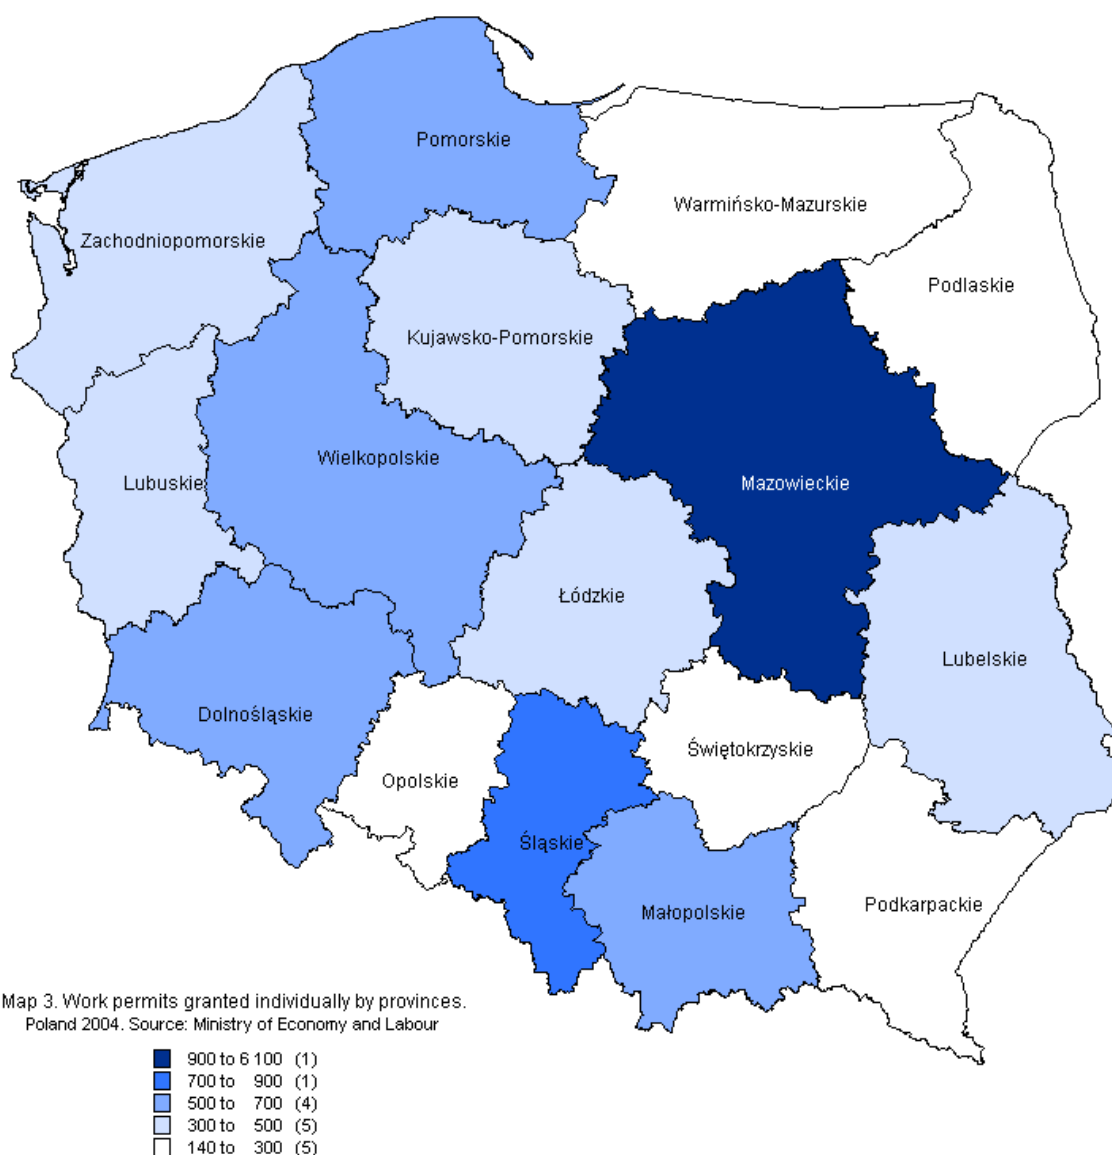 Pomorskie
Warmińsko-Mazurskie
Zachodniopomorskie
Podlaskie
Kujawsko-Pomorskie
Wielkopolskie
Lubuskie
Mazowieckie
Łódzkie
Lubelskie
Dolnośląskie
Świętokrzyskie
Opolskie
Śląskie
Podkarpackie
Małopolskie
Map 3. Work permits granted individually by provinces.
Poland 2004. Source: Ministry of Economy and Labour
900 to 6 100 (1)
700 to 900 (1)
500 to 700 (4)
300 to 500 (5)
140 to 300 (5)